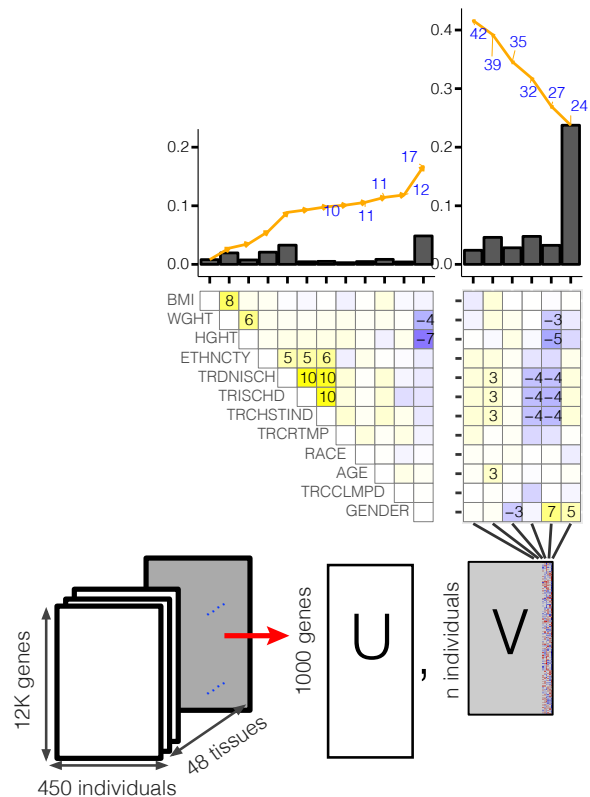 0.4
42
39
35
32
27
24
0.2
0.1
0.0
17
12
11
11
10
0.2
0.1
0.0
BMI 8
WGHT 6 −4 −3
HGHT −7 −5
ETHNCTY 5 5 6
TRDNISCH 10 10 3 −4 −4
TRISCHD 10 3 −4 −4
TRCHSTIND 3 −4 −4
TRCRTMP
RACE
AGE 3
TRCCLMPD
GENDER −3 7 5
12K genes
450 individuals
48 tissues
1000 genes
U
,
n individuals
V